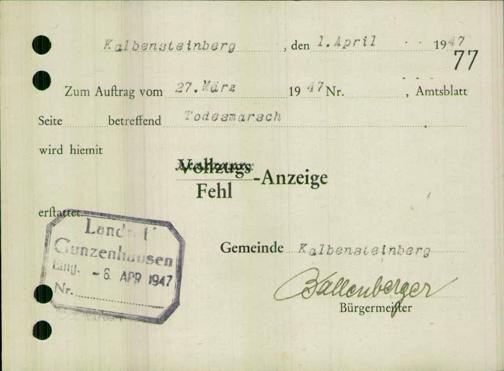 Kalbensteinberg, den 1. April 1947
77
Zum Auftrag vom 27. März 1947 Nr. , Amtsblatt
Seite betreffend Todesmarsch
wird hiemit
Vollzugs
Fehl -Anzeige
erstattet.
Landrat
Gunzenhausen
Eing. - 6. APR 1947
Nr.
Gemeinde Kalbensteinberg
Ballenberger
Bürgermeister